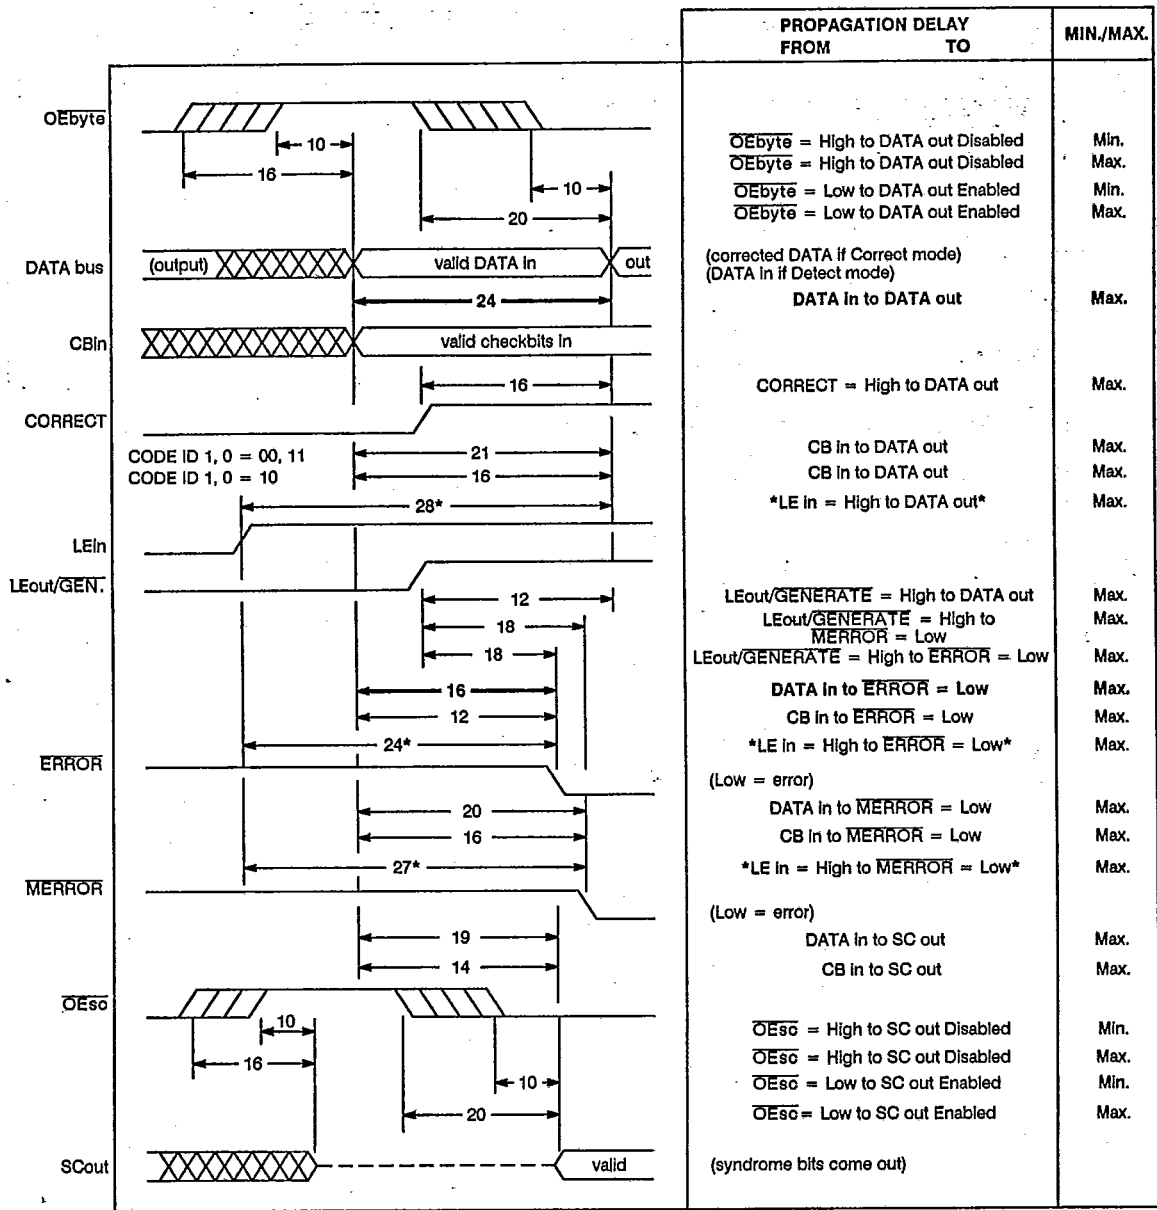 PROPAGATION DELAY MIN./MAX.
FROM TO
OEbyte
10 OEbyte = High to DATA out Disabled Min.
16 OEbyte = High to DATA out Disabled Max.
10 OEbyte = Low to DATA out Enabled Min.
20 OEbyte = Low to DATA out Enabled Max.
DATA bus (output) valid DATA in out (corrected DATA if Correct mode)
(DATA in if Detect mode)
24 DATA in to DATA out Max.
CBin valid checkbits in
16 CORRECT = High to DATA out Max.
CORRECT
CODE ID 1, 0 = 00, 11 21 CB in to DATA out Max.
CODE ID 1, 0 = 10 16 CB in to DATA out Max.
28* *LE in = High to DATA out* Max.
LEin
LEout/GEN.
12 LEout/GENERATE = High to DATA out Max.
18 LEout/GENERATE = High to Max.
MERROR = Low
18 LEout/GENERATE = High to ERROR = Low Max.
16 DATA in to ERROR = Low Max.
12 CB in to ERROR = Low Max.
24* *LE in = High to ERROR = Low* Max.
ERROR (Low = error)
20 DATA in to MERROR = Low Max.
16 CB in to MERROR = Low Max.
27* *LE in = High to MERROR = Low* Max.
MERROR (Low = error)
19 DATA in to SC out Max.
14 CB in to SC out Max.
OEsc
10 OEsc = High to SC out Disabled Min.
16 OEsc = High to SC out Disabled Max.
10 OEsc = Low to SC out Enabled Min.
20 OEsc = Low to SC out Enabled Max.
SCout valid (syndrome bits come out)